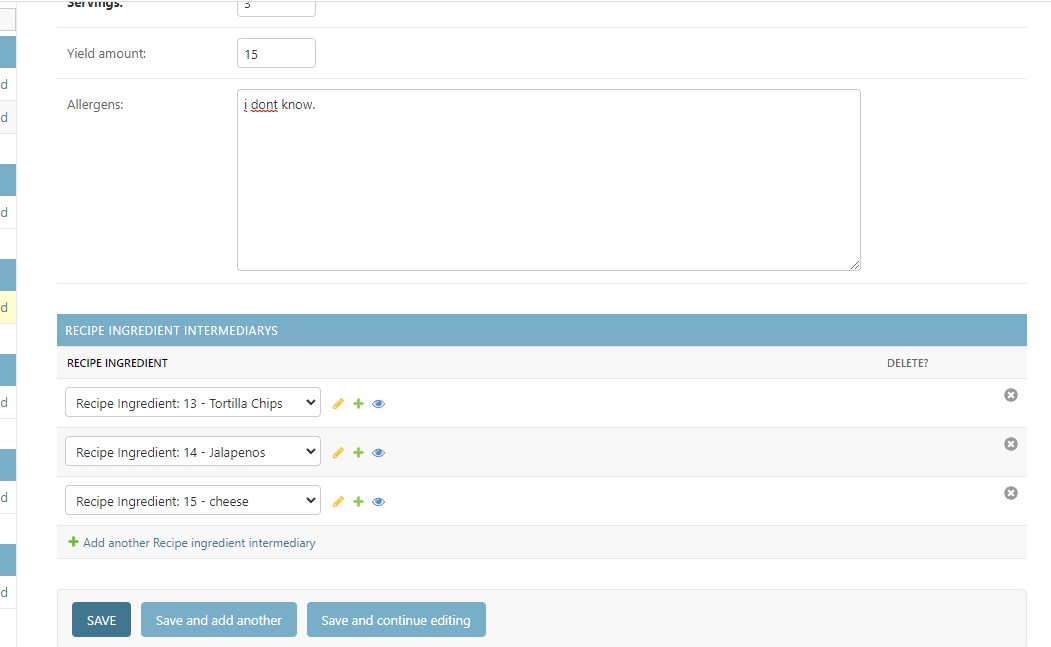 Servings:
3
d
Yield amount:
15
d
Allergens:
i dont know.
d
d
d
RECIPE INGREDIENT INTERMEDIARYS
RECIPE INGREDIENT
DELETE?
Recipe Ingredient: 13 - Tortilla Chips
d
Recipe Ingredient: 14 - Jalapenos
Recipe Ingredient: 15 - cheese
d
Add another Recipe ingredient intermediary
d
SAVE
Save and add another
Save and continue editing